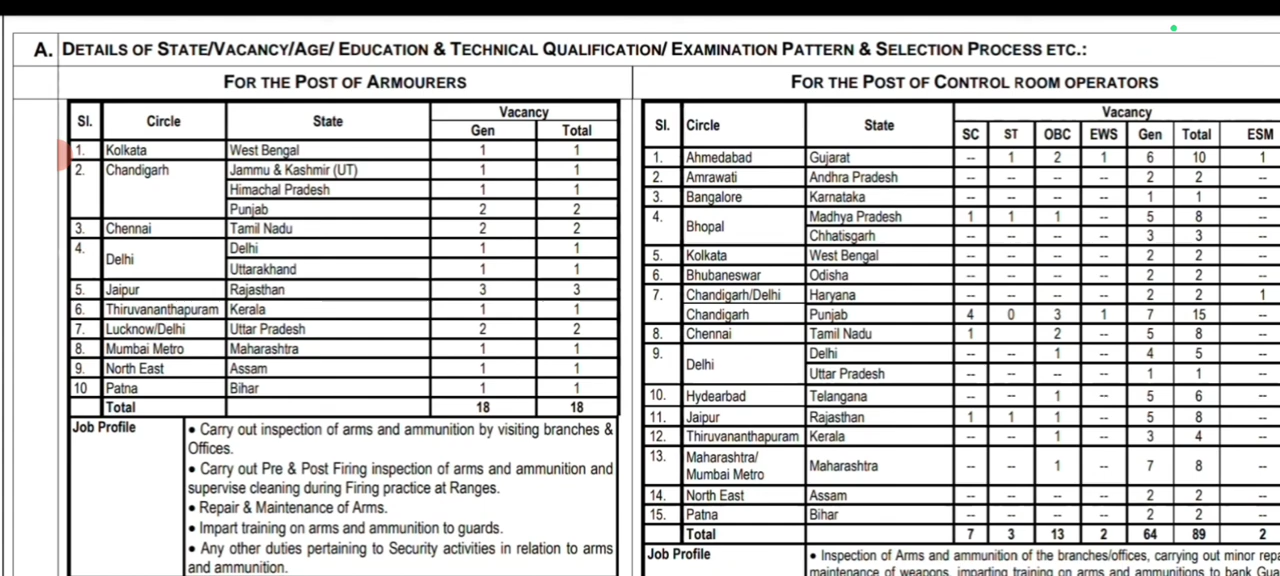 A. DETAILS OF STATE/VACANCY/AGE/ EDUCATION & TECHNICAL QUALIFICATION/ EXAMINATION PATTERN & SELECTION PROCESS ETC.:
FOR THE POST OF ARMOURERS
Sl. Circle State Vacancy
Gen Total
1. Kolkata West Bengal 1 1
2. Chandigarh Jammu & Kashmir (UT) 1 1
Himachal Pradesh 1 1
Punjab 2 2
3. Chennai Tamil Nadu 2 2
4. Delhi Delhi 1 1
Uttarakhand 1 1
5. Jaipur Rajasthan 3 3
6. Thiruvananthapuram Kerala 1 1
7. Lucknow/Delhi Uttar Pradesh 2 2
8. Mumbai Metro Maharashtra 1 1
9. North East Assam 1 1
10 Patna Bihar 1 1
Total 18 18
Job Profile • Carry out inspection of arms and ammunition by visiting branches &
Offices.
• Carry out Pre & Post Firing inspection of arms and ammunition and
supervise cleaning during Firing practice at Ranges.
• Repair & Maintenance of Arms.
• Impart training on arms and ammunition to guards.
• Any other duties pertaining to Security activities in relation to arms
and ammunition.
FOR THE POST OF CONTROL ROOM OPERATORS
Sl. Circle State Vacancy
SC ST OBC EWS Gen Total ESM
1. Ahmedabad Gujarat -- 1 2 1 6 10 1
2. Amrawati Andhra Pradesh -- -- -- -- 2 2 --
3. Bangalore Karnataka -- -- -- -- 1 1 --
4. Bhopal Madhya Pradesh 1 1 1 -- 5 8 --
Chhatisgarh -- -- -- -- 3 3 --
5. Kolkata West Bengal -- -- -- -- 2 2 --
6. Bhubaneswar Odisha -- -- -- -- 2 2 --
7. Chandigarh/Delhi Haryana -- -- -- -- 2 2 1
Chandigarh Punjab 4 0 3 1 7 15 --
8. Chennai Tamil Nadu 1 2 -- 5 8 --
9. Delhi Delhi -- -- 1 -- 4 5 --
Uttar Pradesh -- -- -- -- 1 1 --
10. Hydearbad Telangana -- -- 1 -- 5 6 --
11. Jaipur Rajasthan 1 1 1 -- 5 8 --
12. Thiruvananthapuram Kerala -- -- 1 -- 3 4 --
13. Maharashtra/
Mumbai Metro Maharashtra -- -- 1 -- 7 8 --
14. North East Assam -- -- -- -- 2 2 --
15. Patna Bihar -- -- -- -- 2 2 --
Total 7 3 13 2 64 89 2
Job Profile • Inspection of Arms and ammunition of the branches/offices, carrying out minor
maintenance of weapons, imparting training on arms and ammunitions to bank